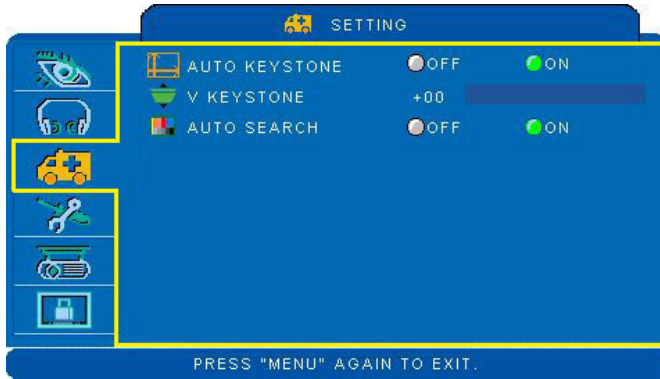 SETTING
AUTO KEYSTONE OFF ON
V KEYSTONE +00
AUTO SEARCH OFF ON
PRESS "MENU" AGAIN TO EXIT.